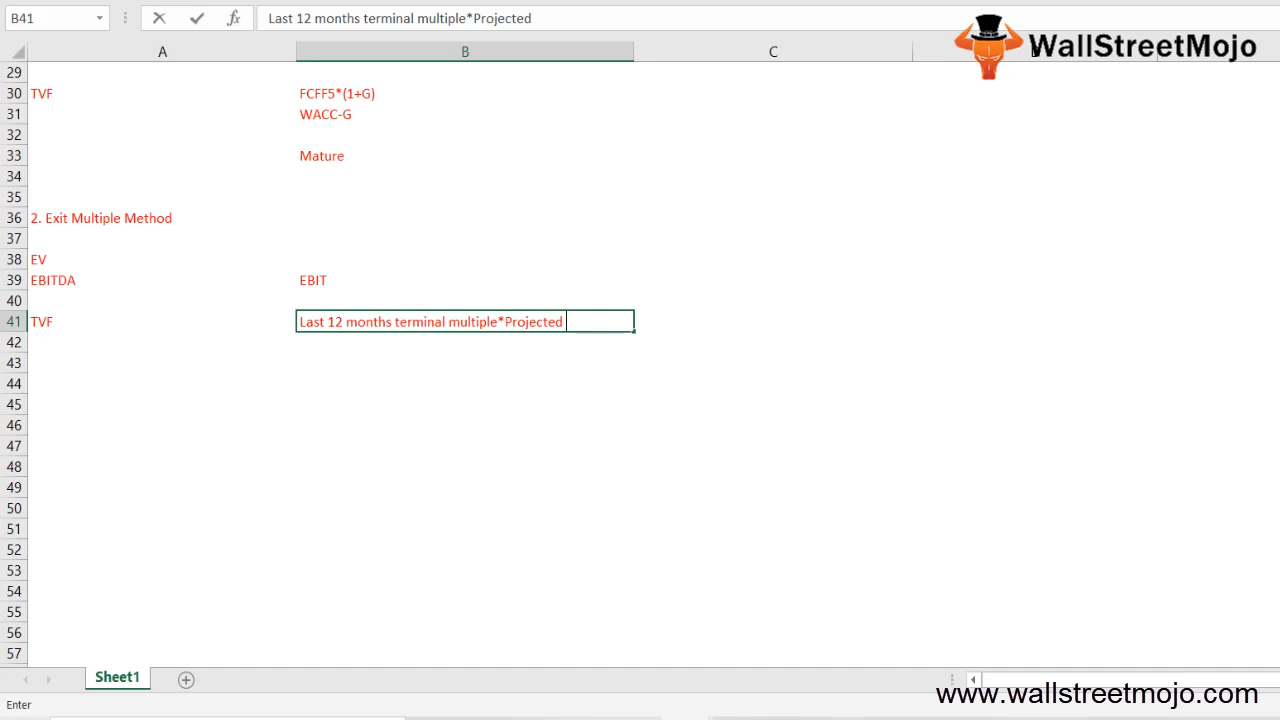 B41
fx
Last 12 months terminal multiple*Projected
WallStreetMojo
A B C
29
30 TVF FCFF5*(1+G)
31 WACC-G
32
33 Mature
34
35
36 2. Exit Multiple Method
37
38 EV
39 EBITDA EBIT
40
41 TVF Last 12 months terminal multiple*Projected
42
43
44
45
46
47
48
49
50
51
52
53
54
55
56
57
Sheet1
www.wallstreetmojo.com
Enter